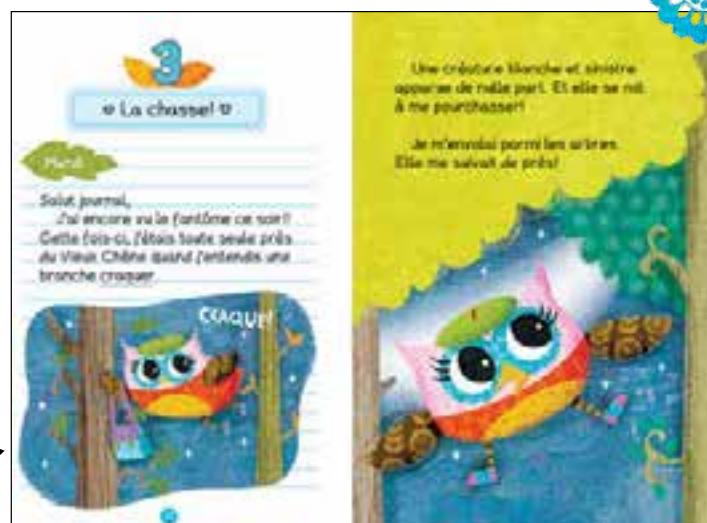 3
La chasse!
Mardi
Salut journal,
J'ai encore vu le fantôme ce soir!!
Cette fois-ci, j'étais toute seule près
du Vieux Chêne quand j'entendis une
branche craquer.
CRAQUE!
Une créature blanche et sinistre
apparue de nulle part. Et elle se mit
à me pourchasser!
Je m'envolai parmi les arbres.
Elle me suivait de près!